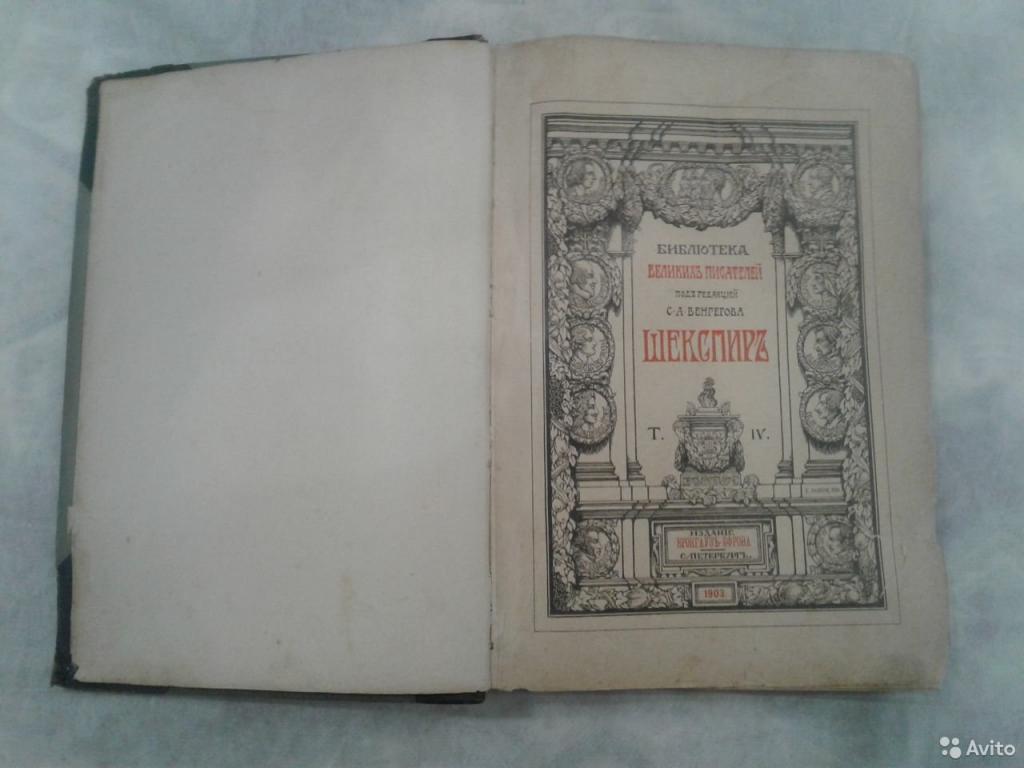 БИБЛІОТЕКА
ВЕЛИКИХЪ ПИСАТЕЛЕЙ
ПОДЪ РЕДАКЦІЕЙ
С·А·ВЕНГЕРОВА
ШЕКСПИРЪ
Т. IV.
ИЗДАНІЕ
БРОКГАУЗЪ-ЕФРОНА
С-ПЕТЕРБУРГЪ
1903
Avito